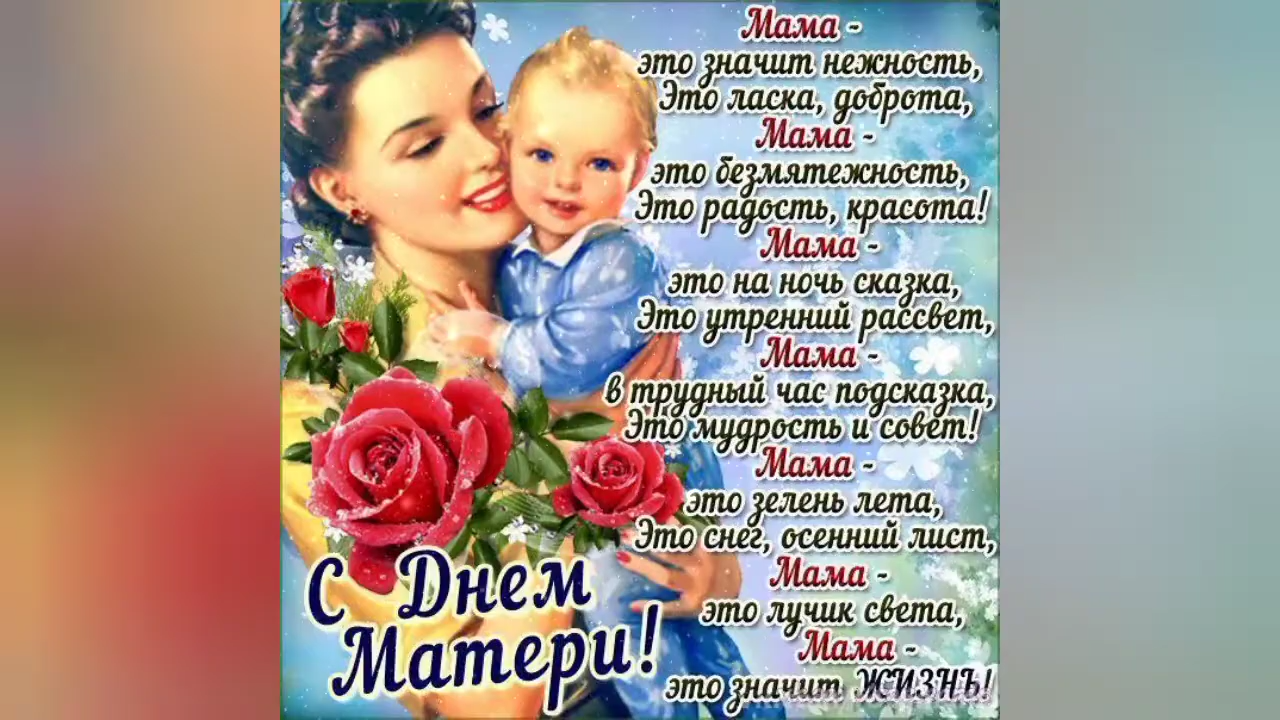 Мама -
это значит нежность,
Это ласка, доброта,
Мама -
это безмятежность,
Это радость, красота!
Мама -
это на ночь сказка,
Это утренний рассвет,
Мама -
в трудный час подсказка,
Это мудрость и совет!
Мама -
это зелень лета,
Это снег, осенний лист,
Мама -
это лучик света,
Мама -
это значит ЖИЗНЬ!
С Днем
Матери!